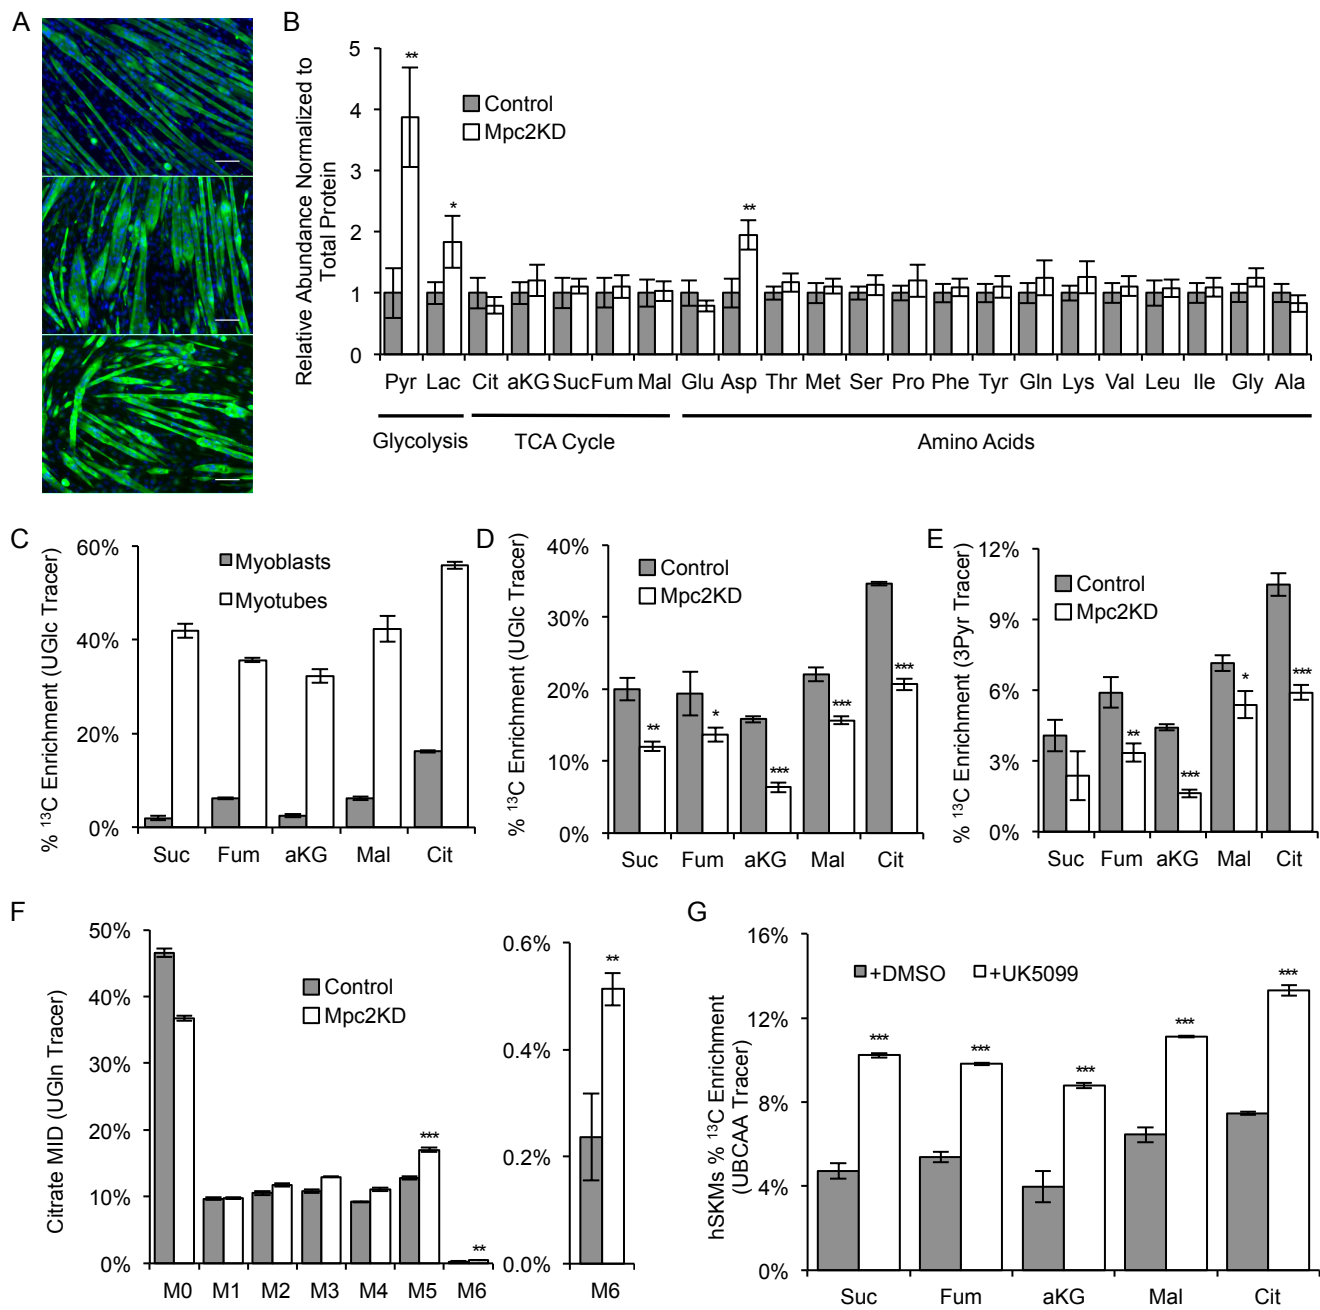 A
B
Relative Abundance Normalized to
Total Protein
5
4
3
2
1
0
Control
Mpc2KD
**
*
**
Pyr Lac Cit aKG Suc Fum Mal Glu Asp Thr Met Ser Pro Phe Tyr Gln Lys Val Leu Ile Gly Ala
Glycolysis TCA Cycle Amino Acids
C
% ¹³C Enrichment (UGlc Tracer)
60%
40%
20%
0%
Myoblasts
Myotubes
Suc Fum aKG Mal Cit
D
% ¹³C Enrichment (UGlc Tracer)
40%
30%
20%
10%
0%
Control
Mpc2KD
** * *** *** ***
Suc Fum aKG Mal Cit
E
% ¹³C Enrichment (3Pyr Tracer)
12%
9%
6%
3%
0%
Control
Mpc2KD
** *** * ***
Suc Fum aKG Mal Cit
F
Citrate MID (UGln Tracer)
50%
40%
30%
20%
10%
0%
Control
Mpc2KD
*** **
M0 M1 M2 M3 M4 M5 M6
0.6%
0.4%
0.2%
0.0%
**
M6
G
hSKMs % ¹³C Enrichment
(UBCAA Tracer)
16%
12%
8%
4%
0%
+DMSO +UK5099
*** *** *** *** ***
Suc Fum aKG Mal Cit